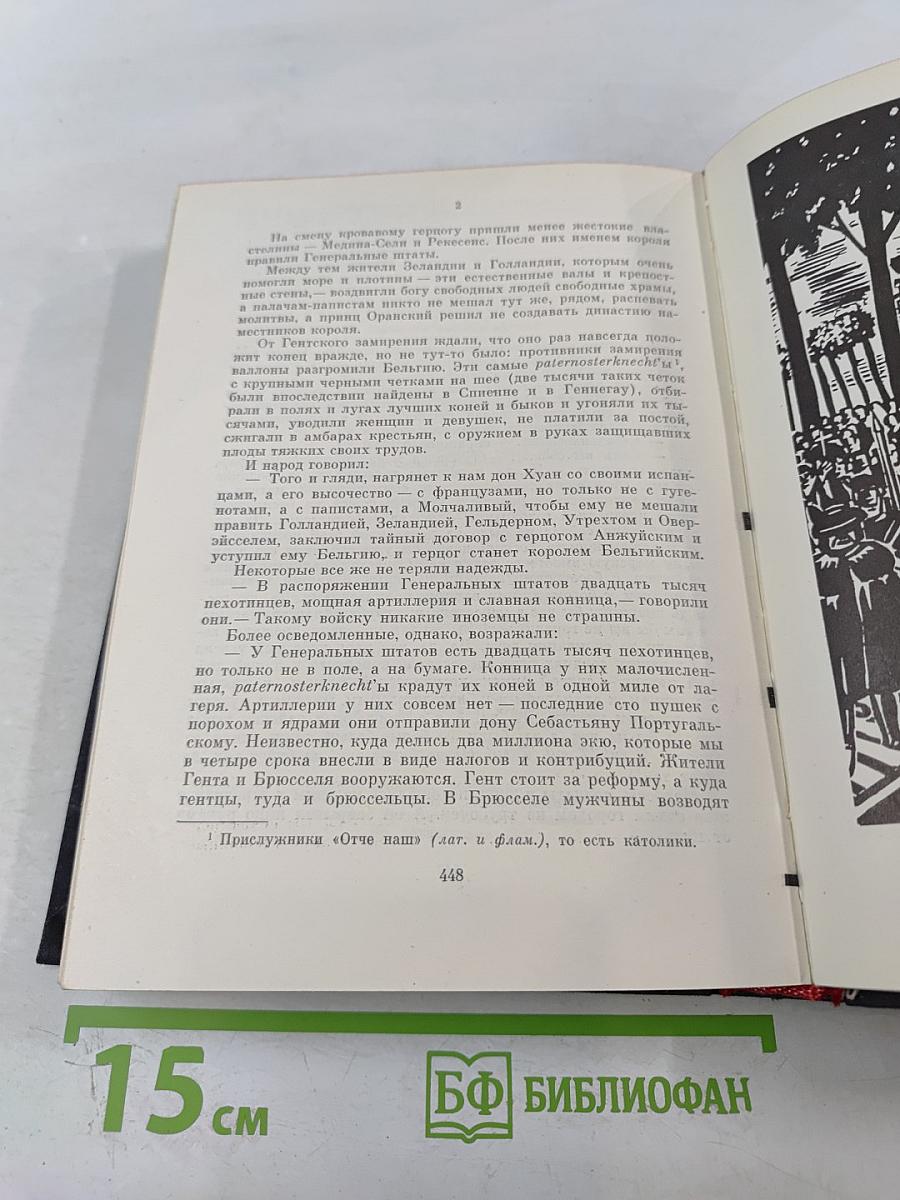 2
На смену кровавому герцогу пришли менее жестокие вла-
стелины — Медина-Сели и Рекесенс. После них именем короля
правили Генеральные штаты.
Между тем жители Зеландии и Голландии, которым очень
помогли море и плотины — эти естественные валы и крепост-
ные стены,— воздвигли богу свободных людей свободные храмы,
а палачам-папистам никто не мешал тут же, рядом, распевать
молитвы, а принц Оранский решил не создавать династию на-
местников короля.
От Гентского замирения ждали, что оно раз навсегда поло-
жит конец вражде, но не тут-то было: противники замирения
валлоны разгромили Бельгию. Эти самые paternosterknecht’ы ¹,
с крупными черными четками на шее (две тысячи таких четок
были впоследствии найдены в Спиенне и в Геннегау), отби-
рали в полях и лугах лучших коней и быков и угоняли их ты-
сячами, уводили женщин и девушек, не платили за постой,
сжигали в амбарах крестьян, с оружием в руках защищавших
плоды тяжких своих трудов.
И народ говорил:
— Того и гляди, нагрянет к нам дон Хуан со своими испан-
цами, а его высочество — с французами, но только не с гуге-
нотами, а с папистами, а Молчаливый, чтобы ему не мешали
править Голландией, Зеландией, Гельдерном, Утрехтом и Овер-
эйсселем, заключил тайный договор с герцогом Анжуйским и
уступил ему Бельгию, и герцог станет королем Бельгийским.
Некоторые все же не теряли надежды.
— В распоряжении Генеральных штатов двадцать тысяч
пехотинцев, мощная артиллерия и славная конница,— говорили
они.— Такому войску никакие иноземцы не страшны.
Более осведомленные, однако, возражали:
— У Генеральных штатов есть двадцать тысяч пехотинцев,
но только не в поле, а на бумаге. Конница у них малочислен-
ная, paternosterknecht’ы крадут их коней в одной миле от ла-
геря. Артиллерии у них совсем нет — последние сто пушек с
порохом и ядрами они отправили дону Себастьяну Португаль-
скому. Неизвестно, куда делись два миллиона экю, которые мы
в четыре срока внесли в виде налогов и контрибуций. Жители
Гента и Брюсселя вооружаются. Гент стоит за реформу, а куда
гентцы, туда и брюссельцы. В Брюсселе мужчины возводят
¹ Прислужники «Отче наш» (лат. и флам.), то есть католики.
448
15 см
БФ БИБЛИОФАН